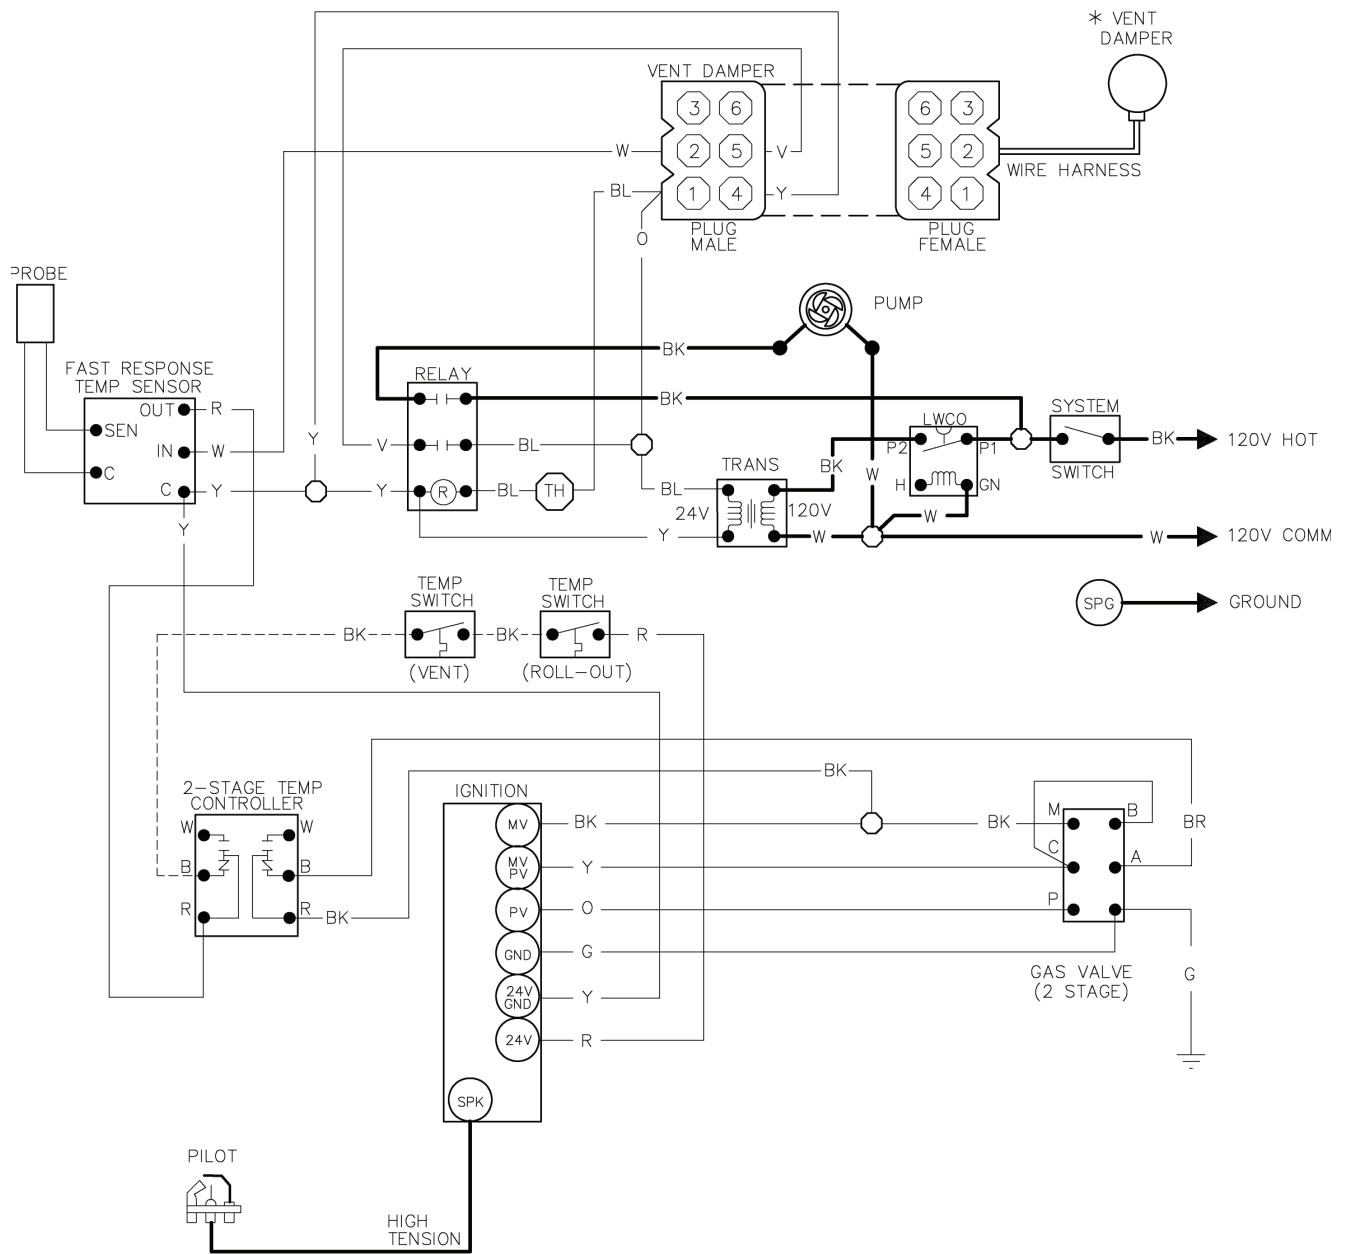 * VENT
DAMPER
VENT DAMPER
3 6
6 3
W
2 5
V
5 2
WIRE HARNESS
BL
1 4
Y
4 1
PLUG
MALE
PLUG
FEMALE
O
PROBE
PUMP
BK
FAST RESPONSE
TEMP SENSOR
RELAY
OUT
R
BK
LWCO
SYSTEM
SEN
Y
V
BL
P2
P1
BK
120V HOT
IN
W
SWITCH
TRANS
BK
W
C
C
Y
Y
R
BL
TH
BL
H
GN
24V
120V
W
Y
Y
W
W
120V COMM
TEMP
SWITCH
TEMP
SWITCH
SPG
GROUND
BK
BK
R
(VENT)
(ROLL-OUT)
2-STAGE TEMP
CONTROLLER
IGNITION
BK
W
W
MV
BK
BK
M
B
BR
B
B
MV
PV
Y
C
A
R
R
BK
PV
O
P
GND
G
GAS VALVE
(2 STAGE)
G
24V
GND
Y
24V
R
SPK
PILOT
HIGH
TENSION